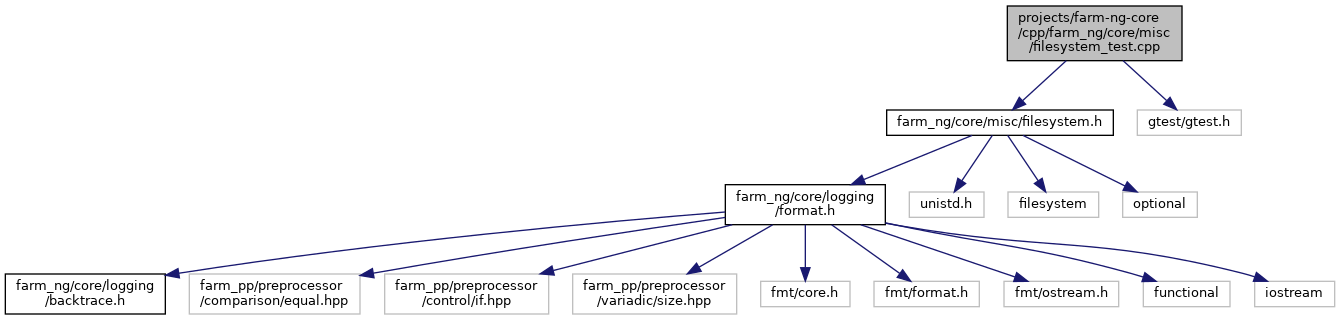 projects/farm-ng-core
/cpp/farm_ng/core/misc
/filesystem_test.cpp
farm_ng/core/misc/filesystem.h
gtest/gtest.h
farm_ng/core/logging
/format.h
unistd.h
filesystem
optional
farm_ng/core/logging
/backtrace.h
farm_pp/preprocessor
/comparison/equal.hpp
farm_pp/preprocessor
/control/if.hpp
farm_pp/preprocessor
/variadic/size.hpp
fmt/core.h
fmt/format.h
fmt/ostream.h
functional
iostream